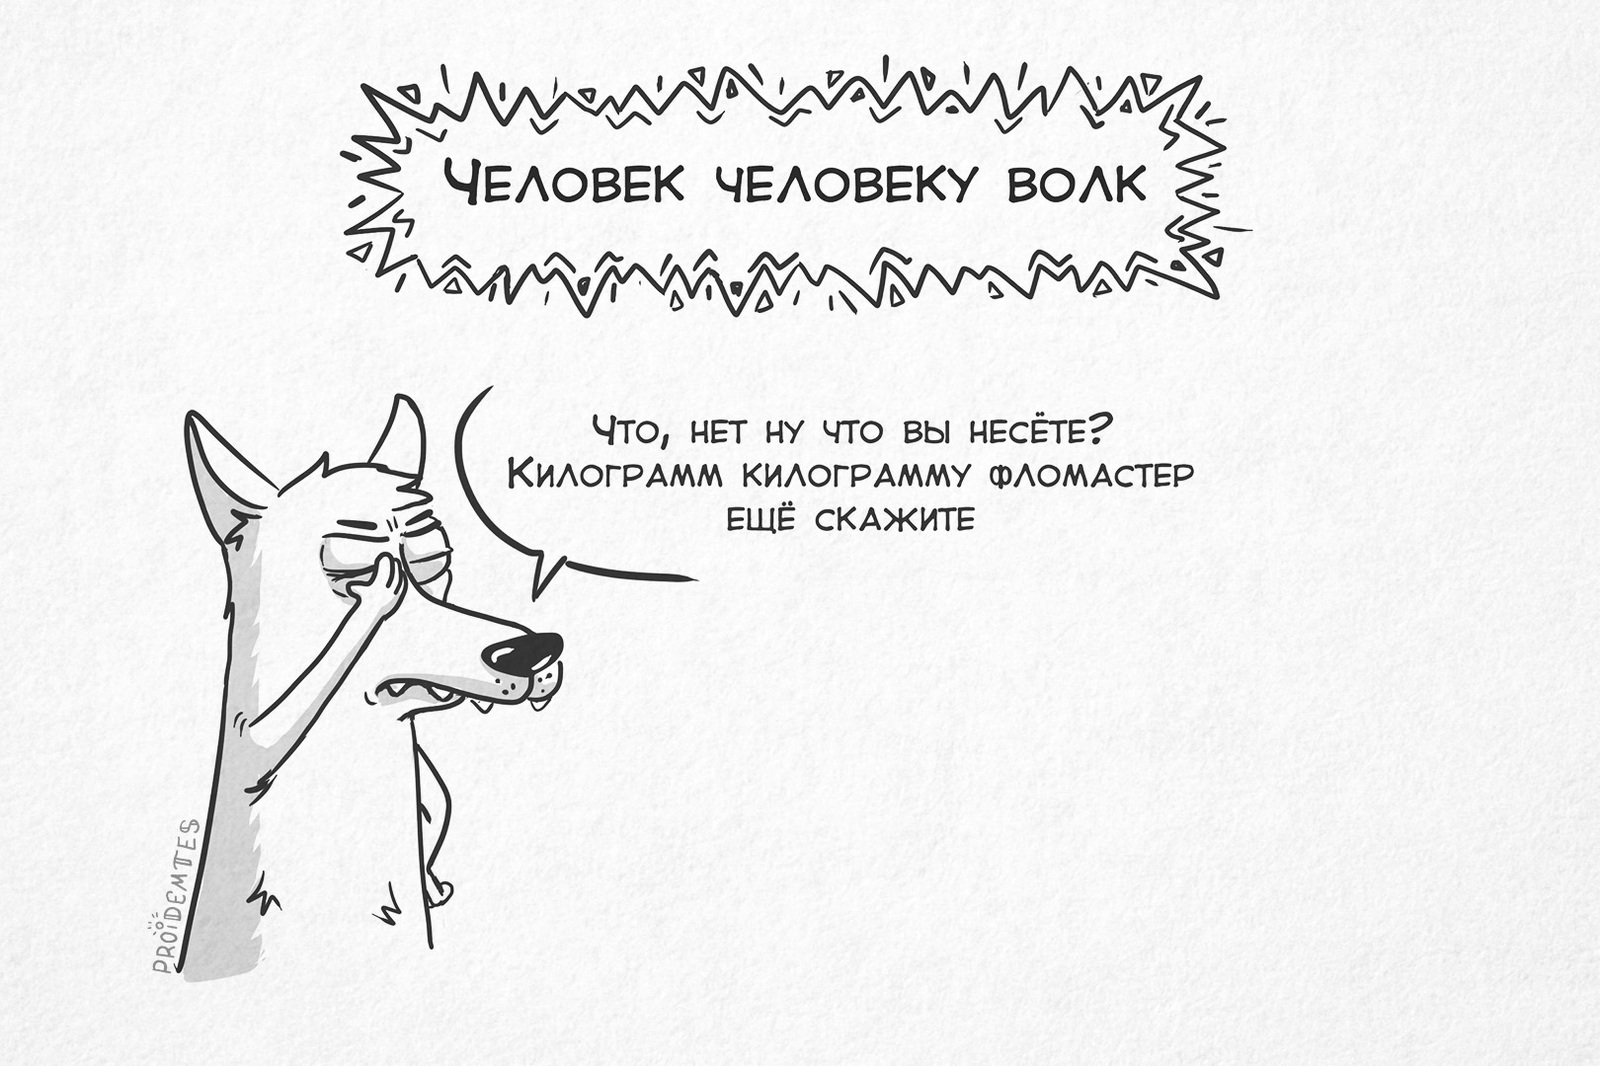 Человек человеку волк
Что, нет ну что вы несёте?
Килограмм килограмму фломастер
ещё скажите
PROIDEMTES